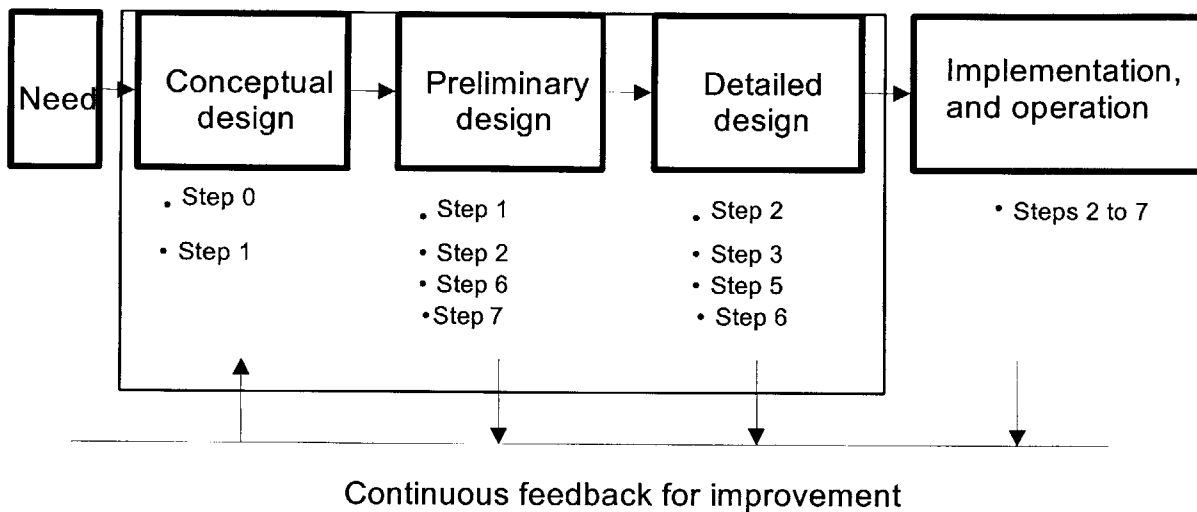 Need
Conceptual
design
Preliminary
design
Detailed
design
Implementation,
and operation
• Step 0
• Step 1
• Step 1
• Step 2
• Step 6
•Step 7
• Step 2
• Step 3
• Step 5
• Step 6
• Steps 2 to 7
Continuous feedback for improvement